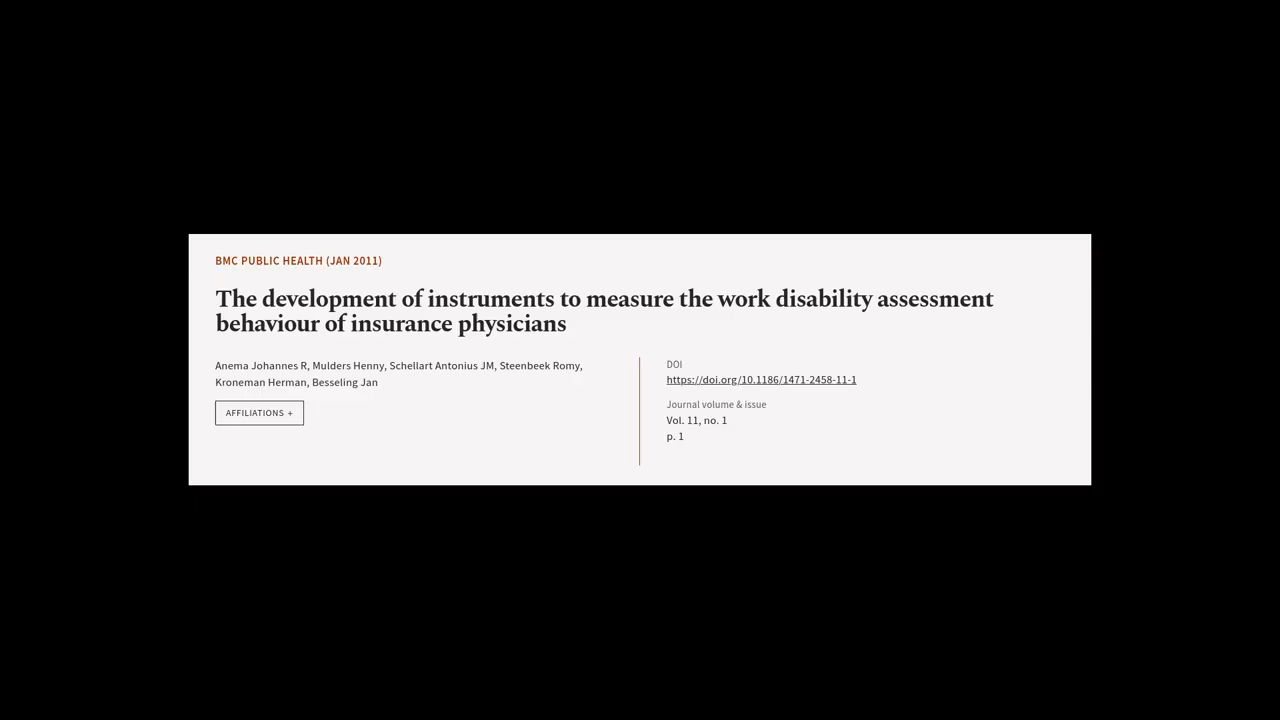 BMC PUBLIC HEALTH (JAN 2011)
The development of instruments to measure the work disability assessment
behaviour of insurance physicians
Anema Johannes R, Mulders Henny, Schellart Antonius JM, Steenbeek Romy,
Kroneman Herman, Besseling Jan
AFFILIATIONS +
DOI
https://doi.org/10.1186/1471-2458-11-1
Journal volume & issue
Vol. 11, no. 1
p. 1